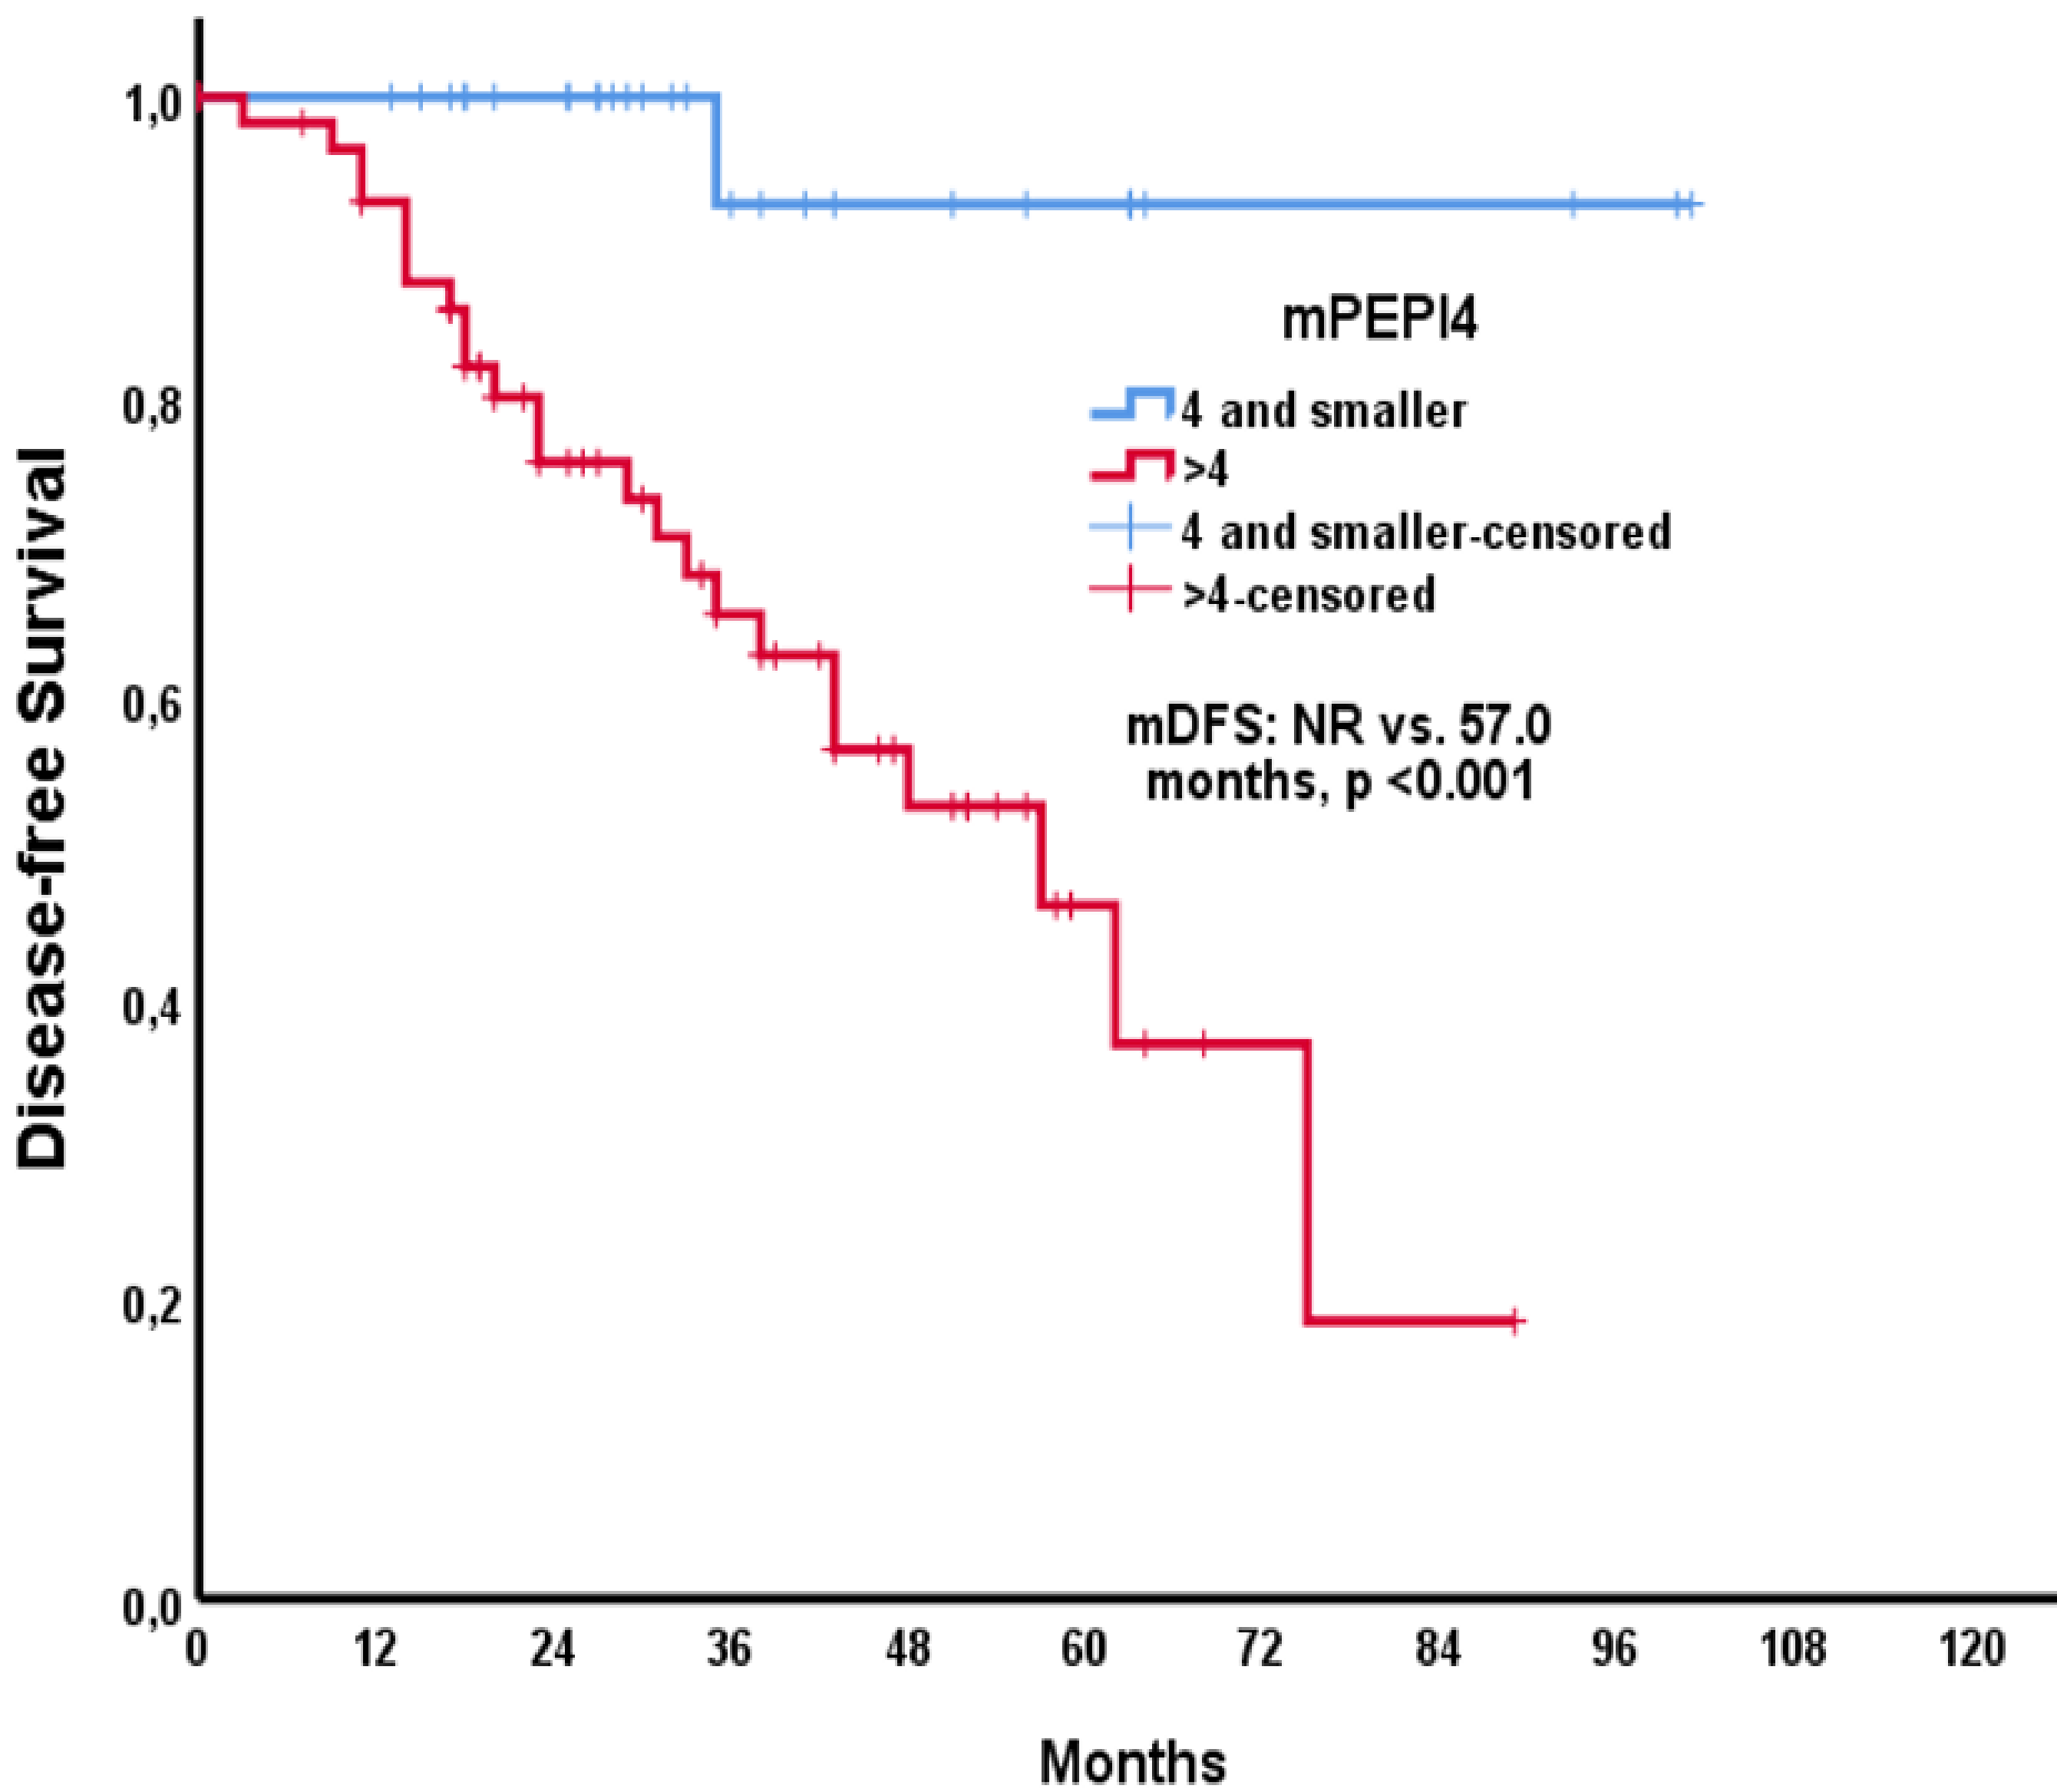 Disease-free Survival
1,0
0,8
0,6
0,4
0,2
0,0
mPEPI4
4 and smaller
>4
4 and smaller-censored
>4-censored
mDFS: NR vs. 57.0
months, p <0.001
0 12 24 36 48 60 72 84 96 108 120
Months